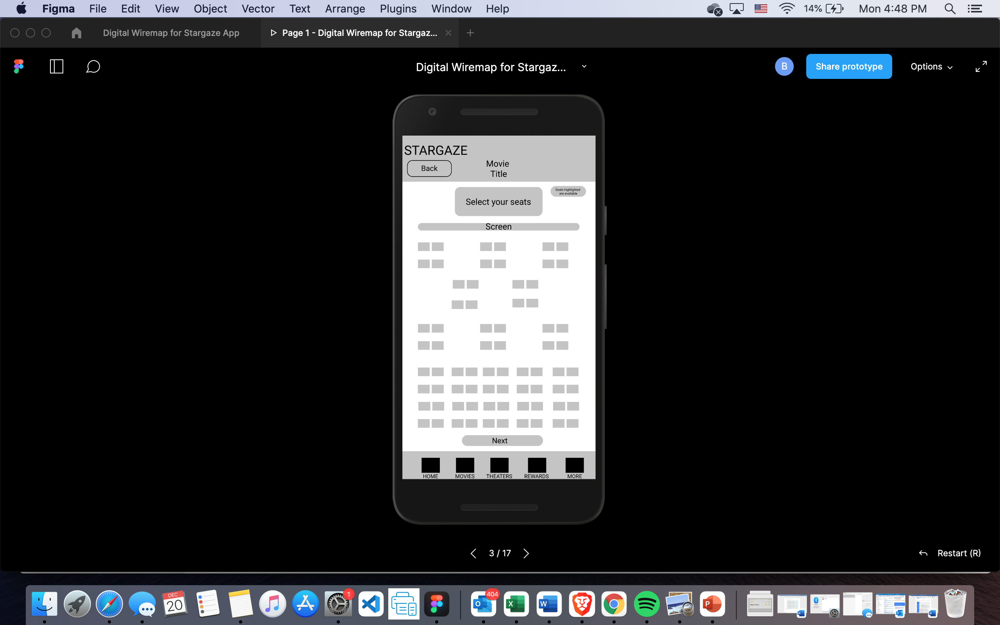 Figma File Edit View Object Vector Text Arrange Plugins Window Help 14% Mon 4:48 PM
Digital Wiremap for Stargaze App Page 1 - Digital Wiremap for Stargaz...
Digital Wiremap for Stargaz... B Share prototype Options
STARGAZE
Back
Movie
Title
Seats highlighted
are available
Select your seats
Screen
Next
HOME MOVIES THEATERS REWARDS MORE
3 / 17
Restart (R)
DEC
20
1
404
O
X
W
P